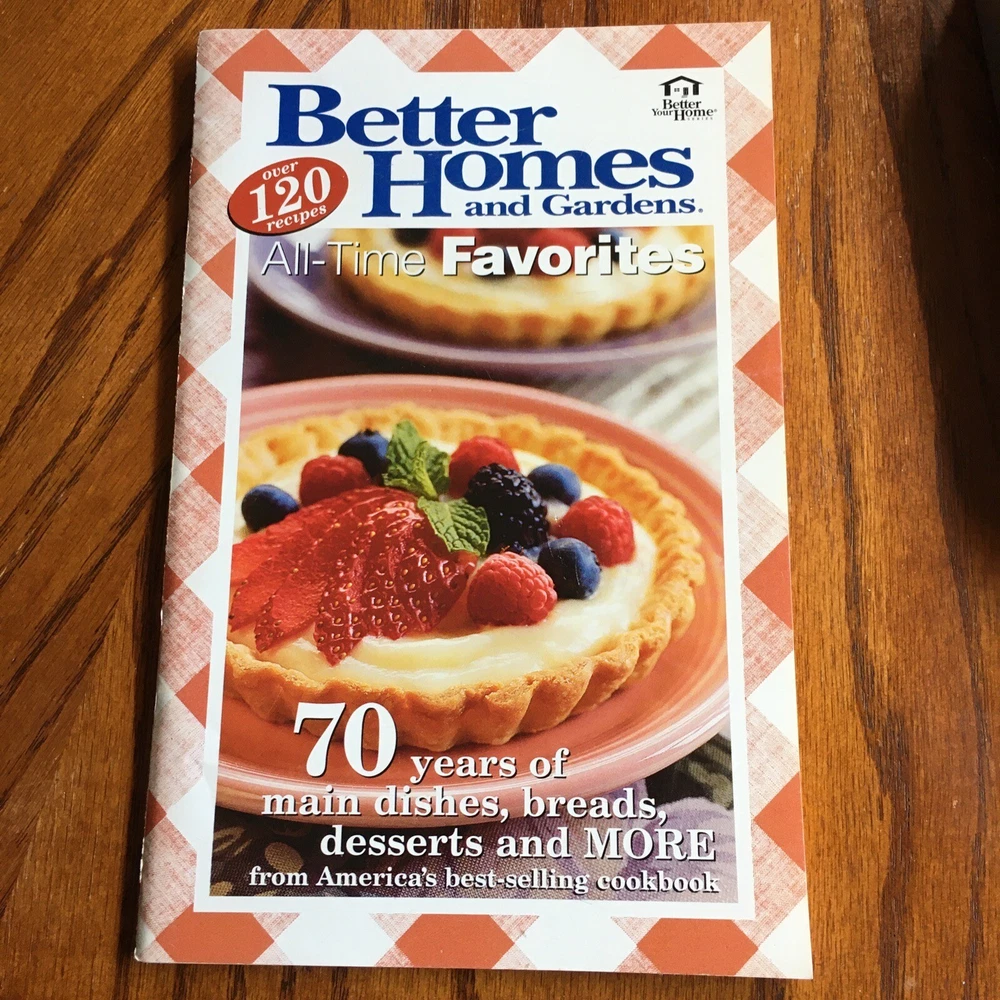 Better
Homes
and Gardens.
Better
Your Home
SERIES
over
120
recipes
All-Time Favorites
70 years of
main dishes, breads,
desserts and MORE
from America's best-selling cookbook